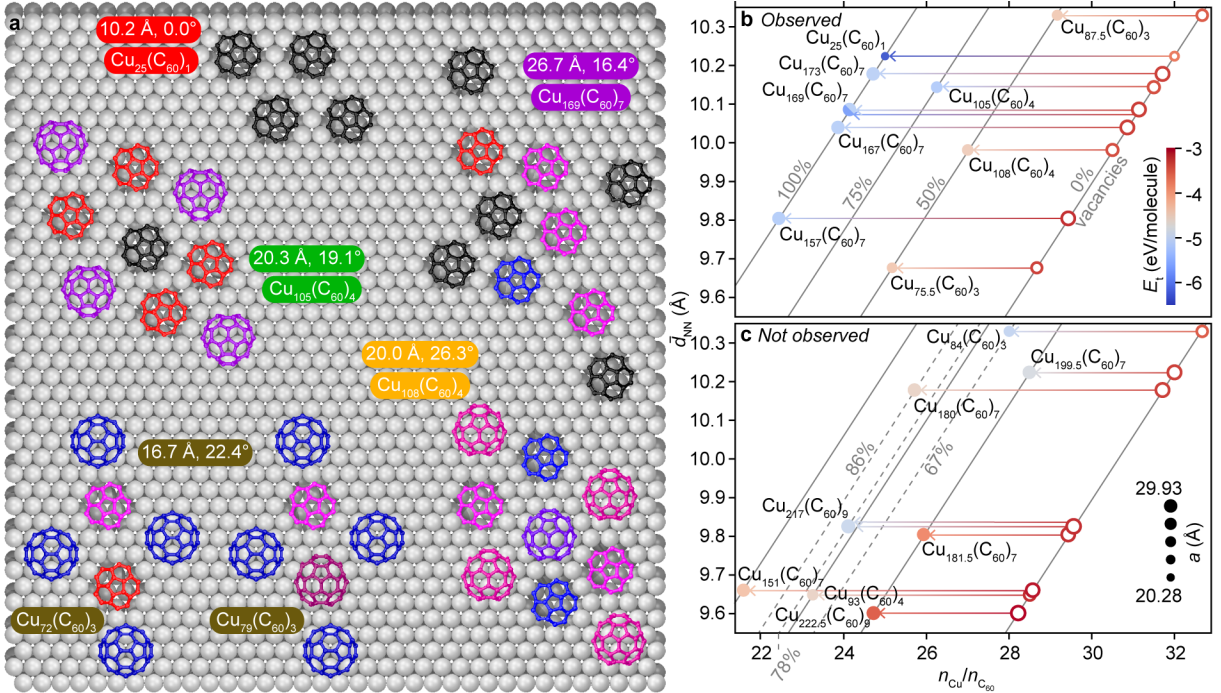 a
10.2 Å, 0.0°
Cu25(C60)1
26.7 Å, 16.4°
Cu169(C60)7
20.3 Å, 19.1°
Cu105(C60)4
20.0 Å, 26.3°
Cu108(C60)4
16.7 Å, 22.4°
Cu72(C60)3
Cu79(C60)3
b Observed
10.3
10.2
10.1
10.0
9.9
9.8
9.7
9.6
Cu87.5(C60)3
Cu25(C60)1
Cu173(C60)7
Cu105(C60)4
Cu169(C60)7
Cu167(C60)7
Cu108(C60)4
Cu157(C60)7
Cu75.5(C60)3
100%
75%
50%
0%
vacancies
-3
-4
-5
-6
Et (eV/molecule)
d̄NN (Å)
c Not observed
10.3
10.2
10.1
10.0
9.9
9.8
9.7
9.6
Cu84(C60)3
Cu199.5(C60)7
Cu180(C60)7
86%
67%
Cu217(C60)9
Cu181.5(C60)7
Cu151(C60)7
Cu93(C60)4
Cu222.5(C60)9
78%
29.93
a (Å)
20.28
22 24 26 28 30 32
nCu/nC60